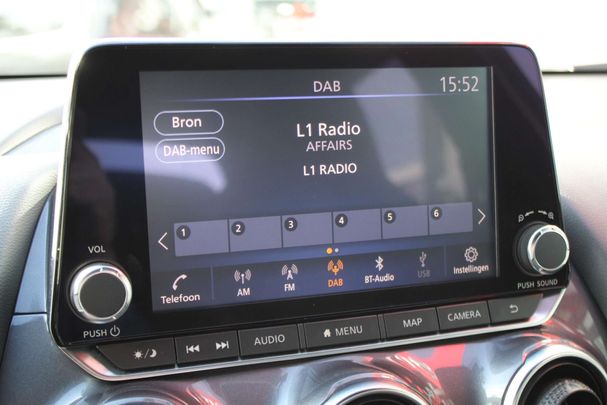 DAB
15:52
Bron
DAB-menu
L1 Radio
AFFAIRS
L1 RADIO
1 2 3 4 5 6
Telefoon AM FM DAB BT-Audio USB Instellingen
VOL
PUSH
PUSH SOUND
AUDIO MENU MAP CAMERA